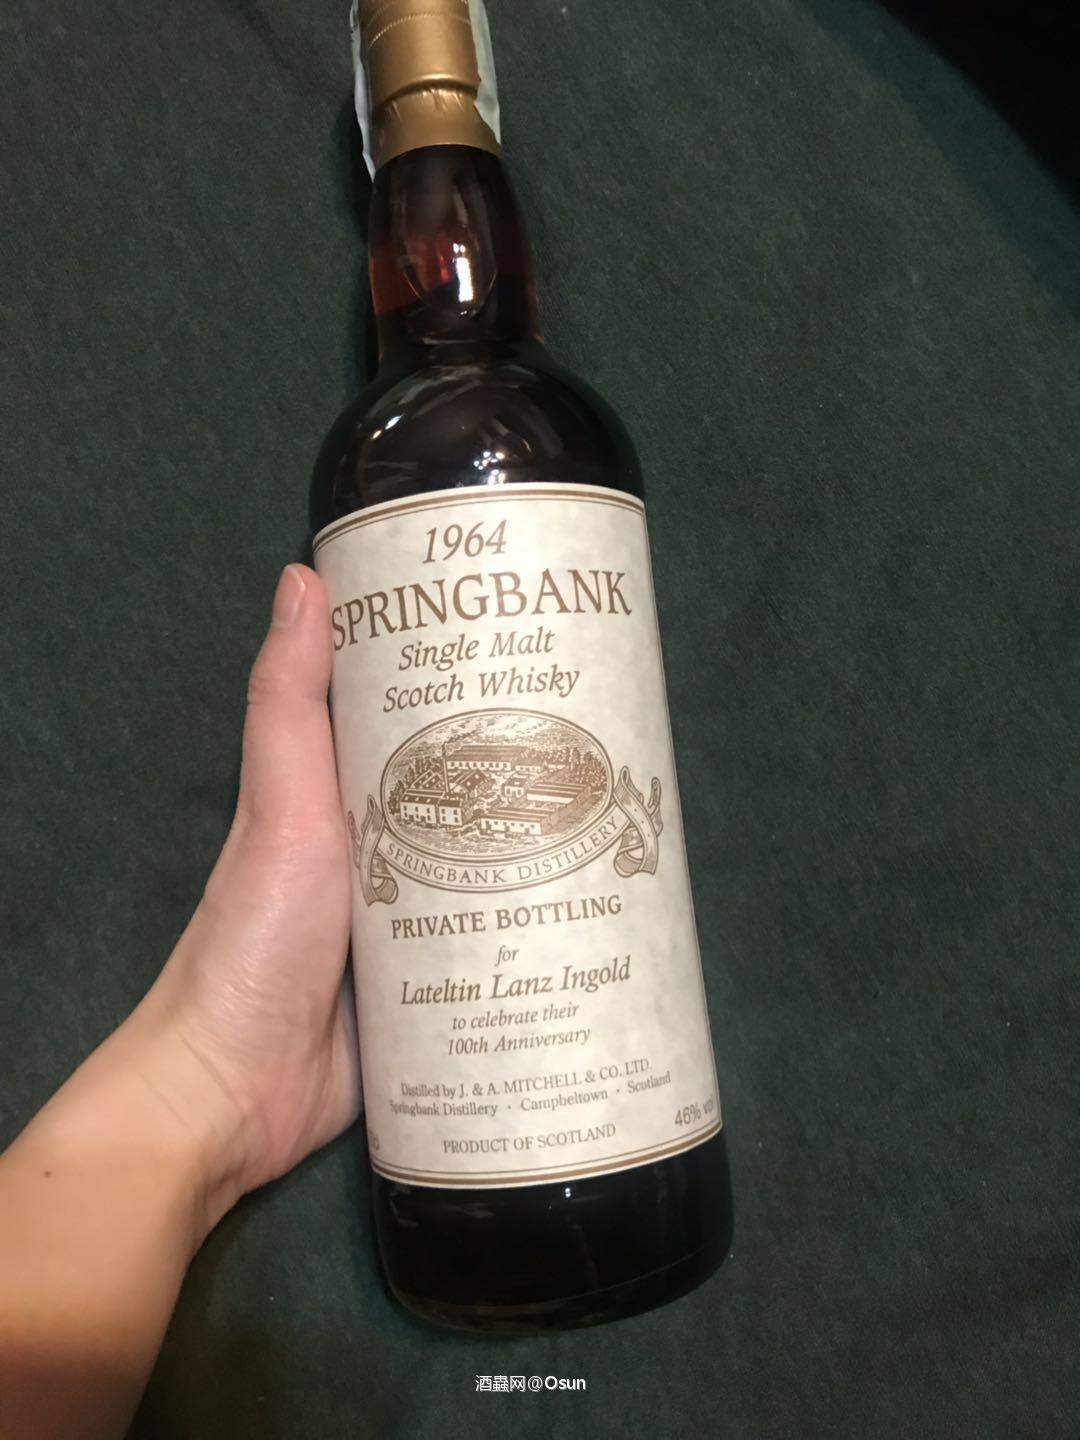 1964
SPRINGBANK
Single Malt
Scotch Whisky
SPRINGBANK DISTILLERY
PRIVATE BOTTLING
for
Lateltin Lanz Ingold
to celebrate their
100th Anniversary
Distilled by J. & A. MITCHELL & CO. LTD.
Springbank Distillery · Campbeltown · Scotland
46% vol
PRODUCT OF SCOTLAND
酒蟲网@Osun